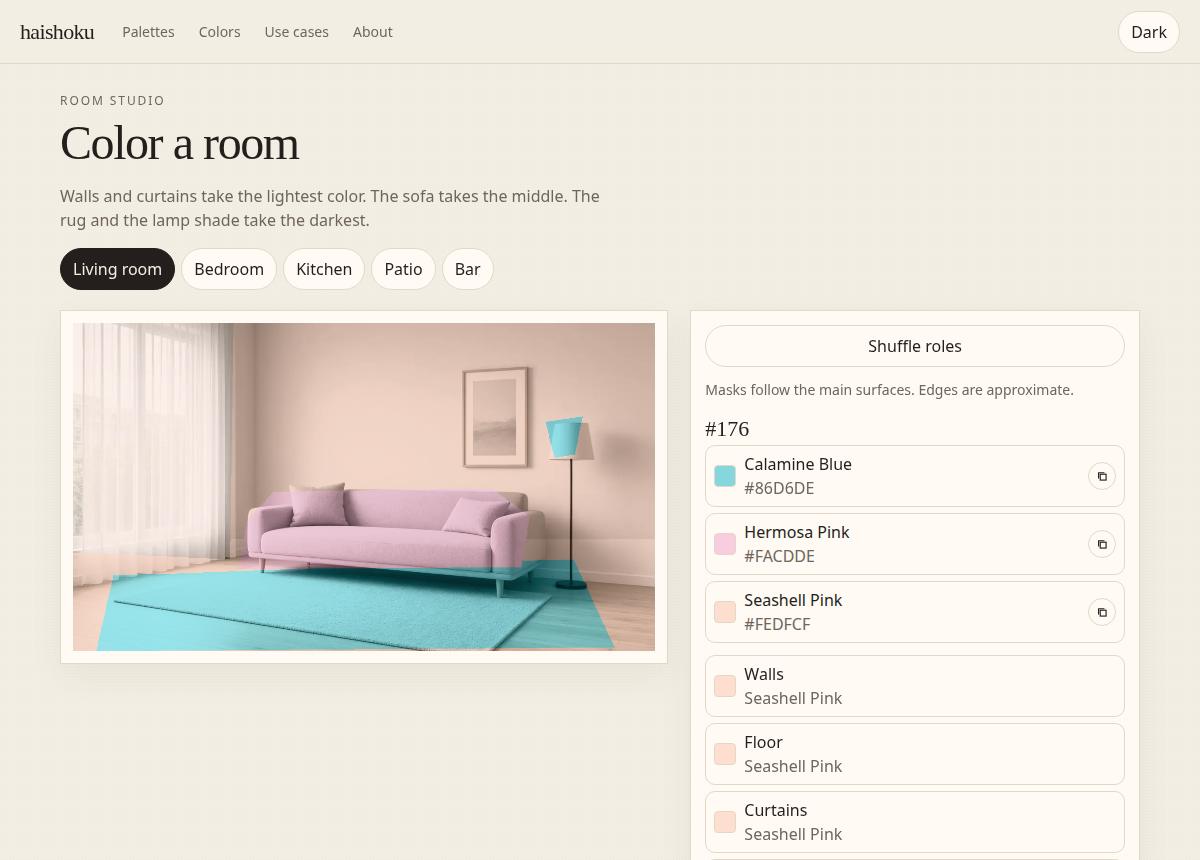 haishoku
Palettes
Colors
Use cases
About
Dark
ROOM STUDIO
Color a room
Walls and curtains take the lightest color. The sofa takes the middle. The
rug and the lamp shade take the darkest.
Living room
Bedroom
Kitchen
Patio
Bar
Shuffle roles
Masks follow the main surfaces. Edges are approximate.
#176
Calamine Blue
#86D6DE
Hermosa Pink
#FACDDE
Seashell Pink
#FEDFCF
Walls
Seashell Pink
Floor
Seashell Pink
Curtains
Seashell Pink